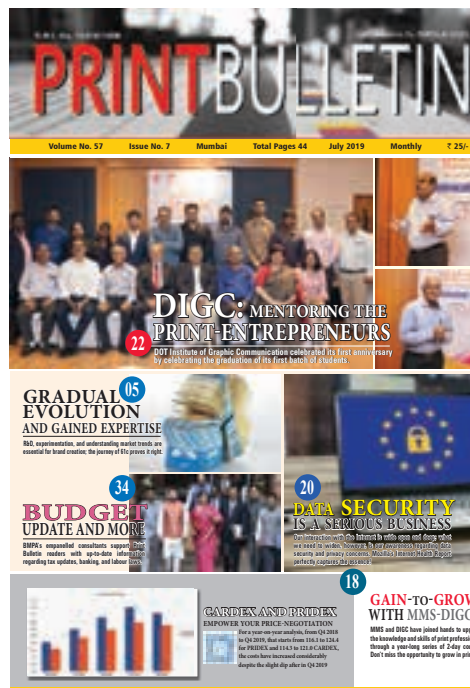 PRINTBULLETIN
Volume No. 57 Issue No. 7 Mumbai Total Pages 44 July 2019 Monthly ₹ 25/-
DIGC: MENTORING THE
PRINT-ENTREPRENEURS
22
DOT Institute of Graphic Communication celebrated its first anniversary
by celebrating the graduation of its first batch of students.
05
GRADUAL
EVOLUTION
AND GAINED EXPERTISE
R&D, experimentation, and understanding market trends are
essential for brand creation; the journey of 61c proves it right.
34
BUDGET
UPDATE AND MORE
BMPA's empanelled consultants support Print
Bulletin readers with up-to-date information
regarding tax updates, banking, and labour laws.
20
DATA SECURITY
IS A SERIOUS BUSINESS
Our interaction with the internet is wide open and deep; what
we need to widen, however, is our awareness regarding data
security and privacy concerns. Mozilla's Internet Health Report
perfectly captures the essence.
CARDEX AND PRIDEX
EMPOWER YOUR PRICE-NEGOTIATION
For a year-on-year analysis, from Q4 2018
to Q4 2019, that starts from 116.1 to 124.4
for PRIDEX and 114.3 to 121.0 CARDEX,
the costs have increased considerably
despite the slight dip after in Q4 2019
18
GAIN-TO-GROW
WITH MMS-DIGC
MMS and DIGC have joined hands to
the knowledge and skills of print
through a year-long series of 2-day
Don't miss the opportunity to grow in